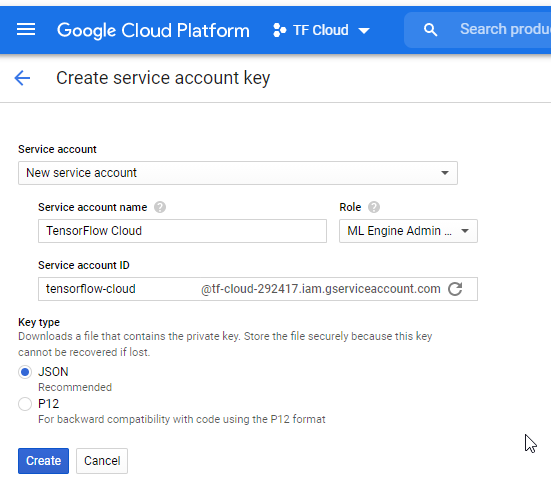 Google Cloud Platform TF Cloud Search produ
Create service account key
Service account
New service account
Service account name Role
TensorFlow Cloud ML Engine Admin ...
Service account ID
tensorflow-cloud @tf-cloud-292417.iam.gserviceaccount.com
Key type
Downloads a file that contains the private key. Store the file securely because this key
cannot be recovered if lost.
JSON
Recommended
P12
For backward compatibility with code using the P12 format
Create Cancel